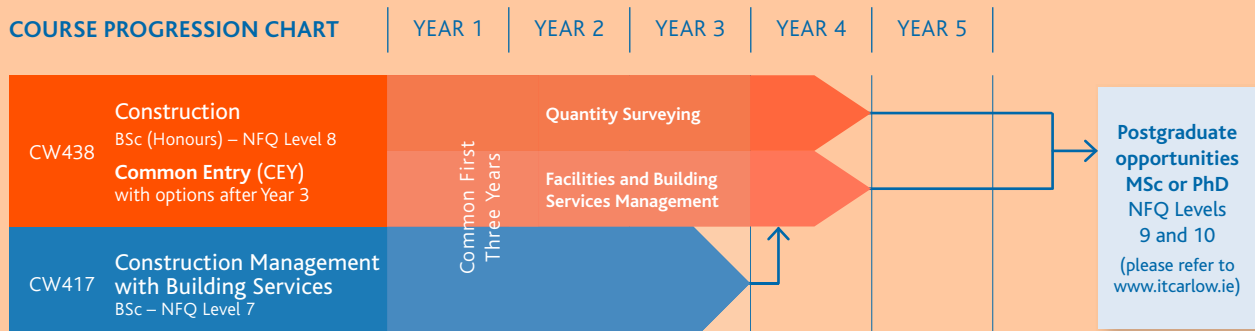 COURSE PROGRESSION CHART
YEAR 1
YEAR 2
YEAR 3
YEAR 4
YEAR 5
CW438
Construction
BSc (Honours) – NFQ Level 8
Common Entry (CEY)
with options after Year 3
Common First
Three Years
Quantity Surveying
Facilities and Building
Services Management
CW417
Construction Management
with Building Services
BSc – NFQ Level 7
Postgraduate
opportunities
MSc or PhD
NFQ Levels
9 and 10
(please refer to
www.itcarlow.ie)